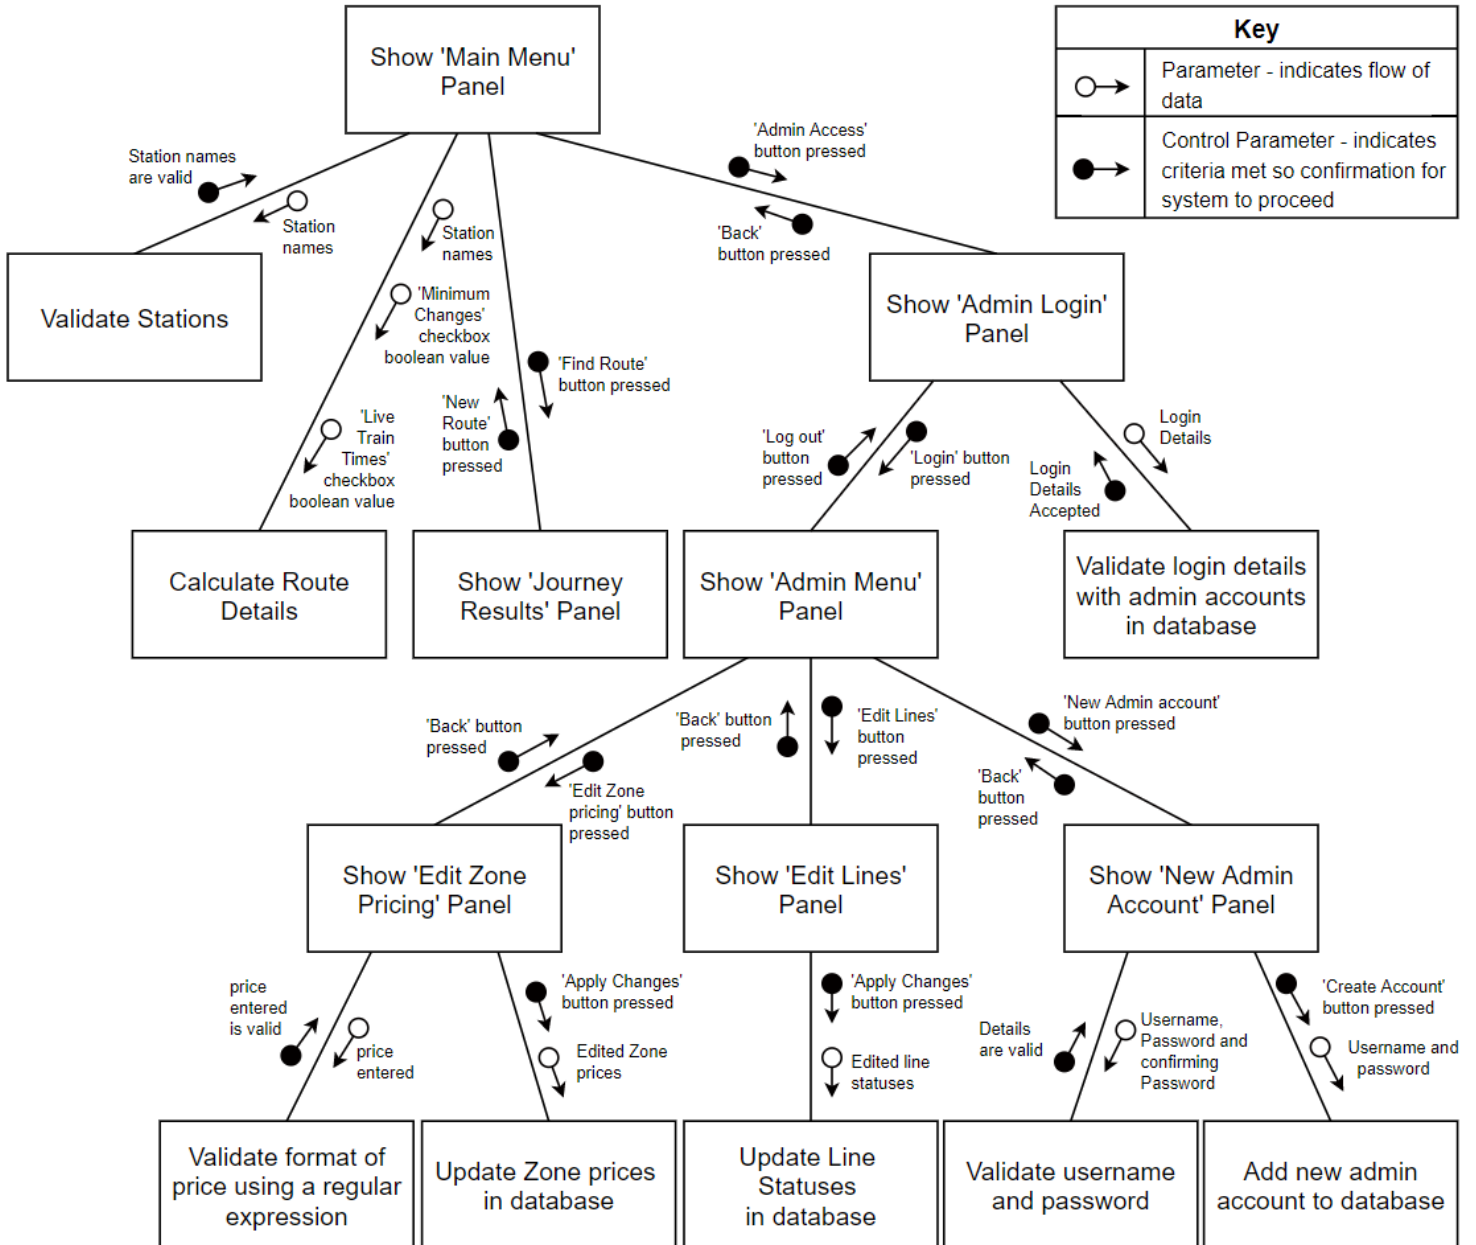 Show 'Main Menu'
Panel
Key
Parameter - indicates flow of
data
Control Parameter - indicates
criteria met so confirmation for
system to proceed
Station names
are valid
Station
names
Station
names
'Minimum
Changes'
checkbox
boolean value
'Live
Train
Times'
checkbox
boolean value
'New
Route'
button
pressed
'Find Route'
button pressed
'Admin Access'
button pressed
'Back'
button pressed
Validate Stations
Show 'Admin Login'
Panel
'Log out'
button
pressed
'Login' button
pressed
Login
Details
Login
Details
Accepted
Calculate Route
Details
Show 'Journey
Results' Panel
Show 'Admin Menu'
Panel
Validate login details
with admin accounts
in database
'Back' button
pressed
'Edit Zone
pricing' button
pressed
'Back' button
pressed
'Edit Lines'
button
pressed
'New Admin account'
button pressed
'Back'
button
pressed
Show 'Edit Zone
Pricing' Panel
Show 'Edit Lines'
Panel
Show 'New Admin
Account' Panel
price
entered
is valid
price
entered
'Apply Changes'
button pressed
Edited Zone
prices
'Apply Changes'
button pressed
Edited line
statuses
Details
are valid
Username,
Password and
confirming
Password
'Create Account'
button pressed
Username and
password
Validate format of
price using a regular
expression
Update Zone prices
in database
Update Line
Statuses
in database
Validate username
and password
Add new admin
account to database